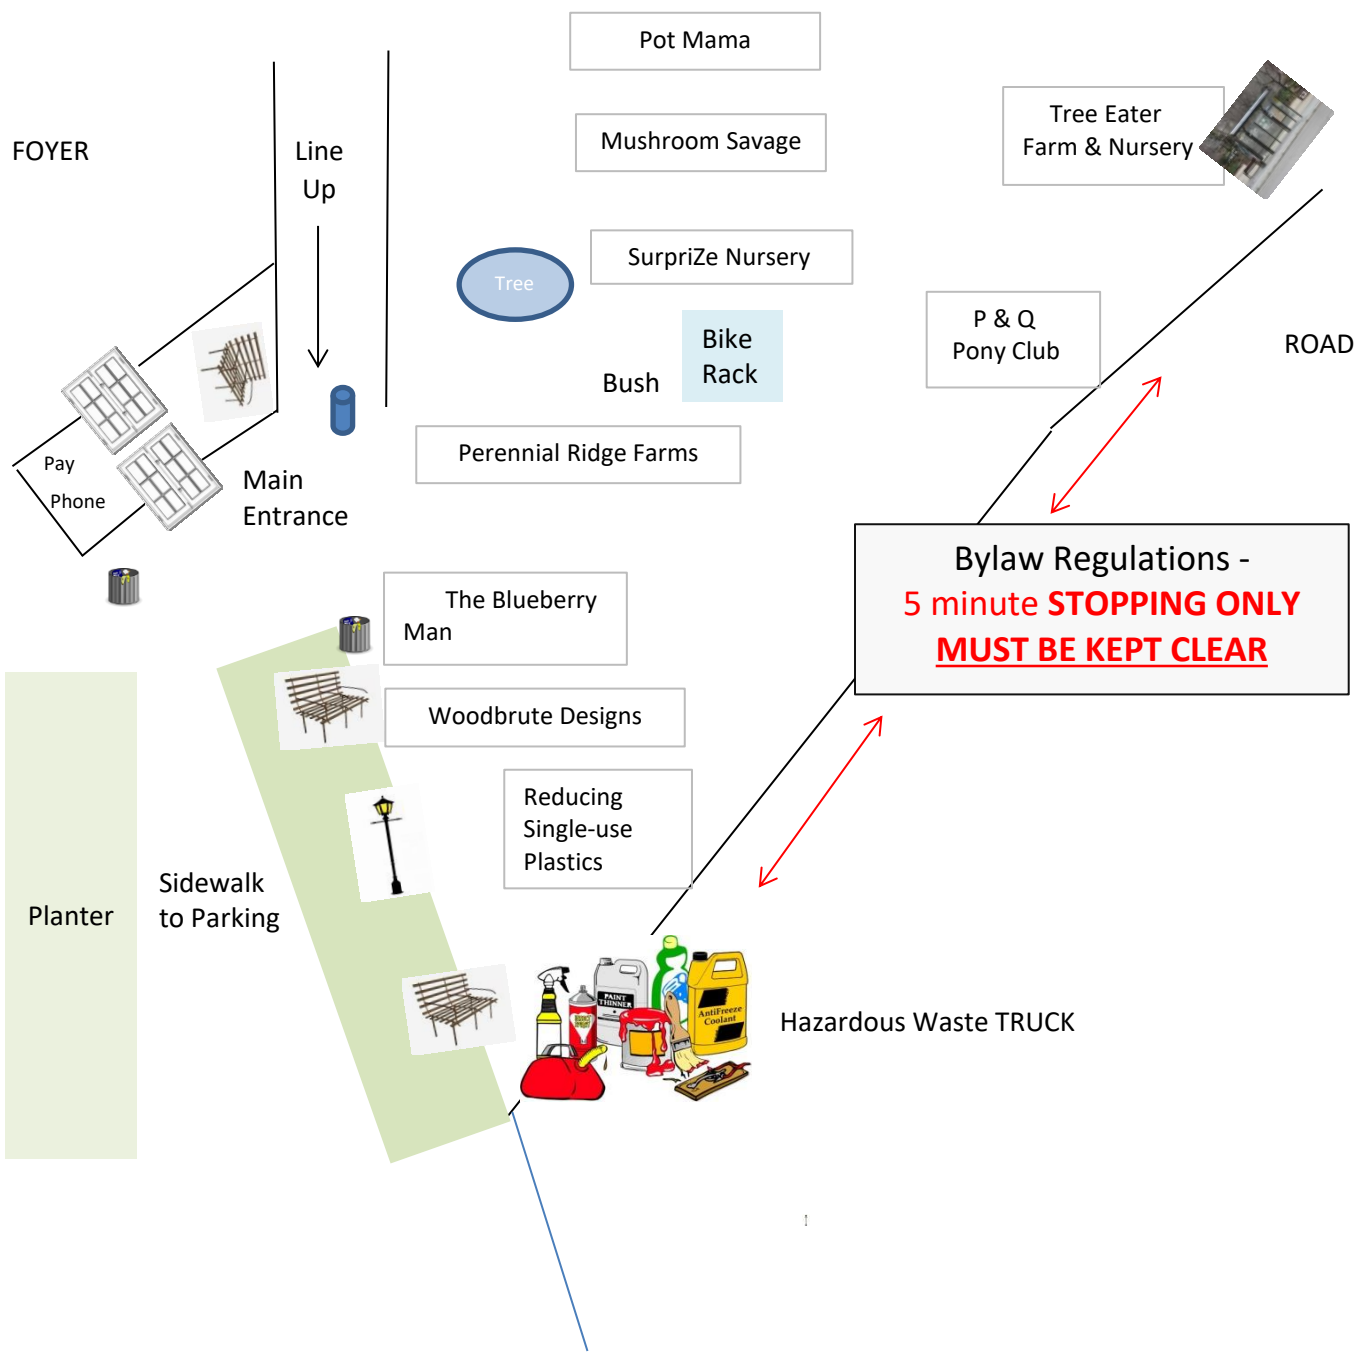 Pot Mama
Tree Eater
Farm & Nursery
Mushroom Savage
FOYER
Line
Up
SurpriZe Nursery
Tree
P & Q
Pony Club
Bike
Rack
ROAD
Bush
Perennial Ridge Farms
Pay
Phone
Main
Entrance
Bylaw Regulations -
5 minute STOPPING ONLY
MUST BE KEPT CLEAR
The Blueberry
Man
Woodbrute Designs
Reducing
Single-use
Plastics
Sidewalk
to Parking
Planter
PAINT
THINNER
AntiFreeze
Coolant
Hazardous Waste TRUCK